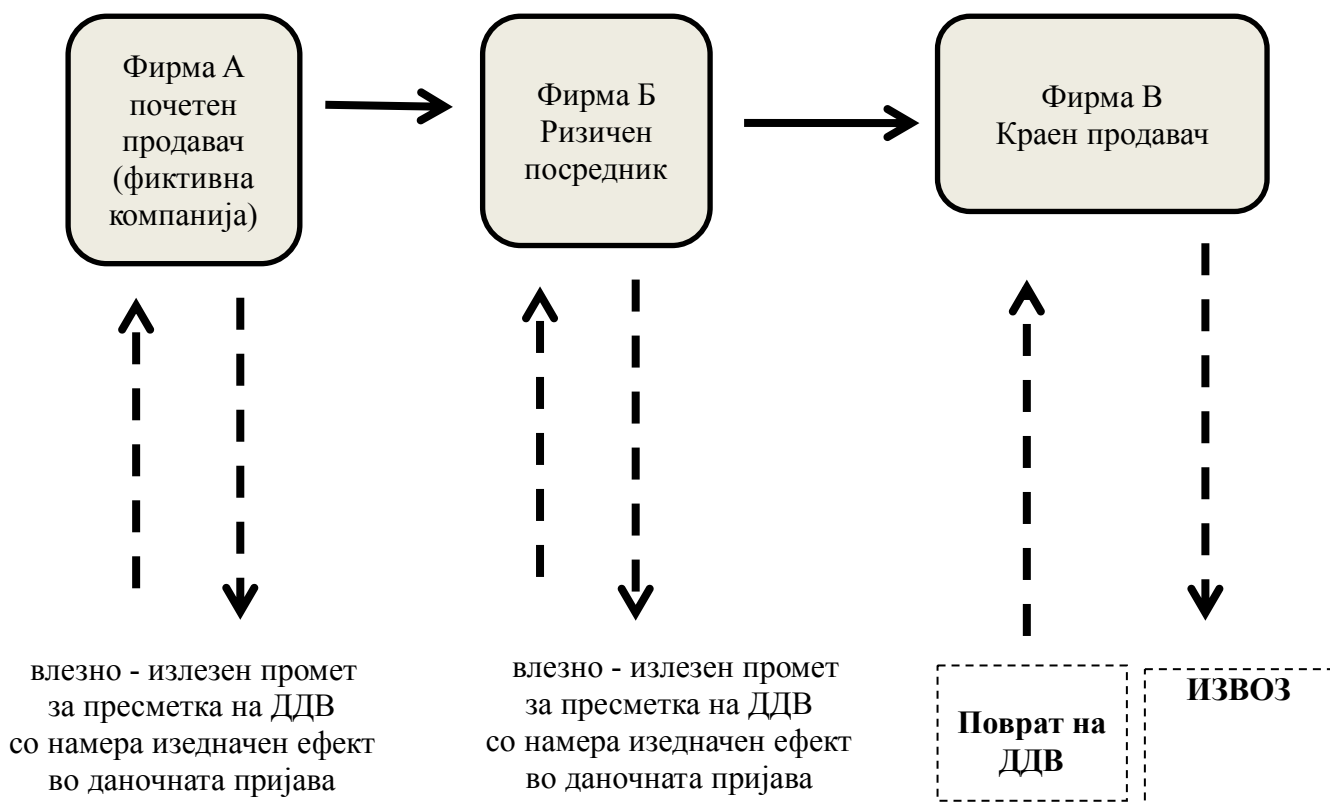 Фирма А
почетен
продавач
(фиктивна
компанија)
Фирма Б
Ризичен
посредник
Фирма В
Краен продавач
влезно - излезен промет
за пресметка на ДДВ
со намера изедначен ефект
во даночната пријава
влезно - излезен промет
за пресметка на ДДВ
со намера изедначен ефект
во даночната пријава
Поврат на
ДДВ
ИЗВОЗ